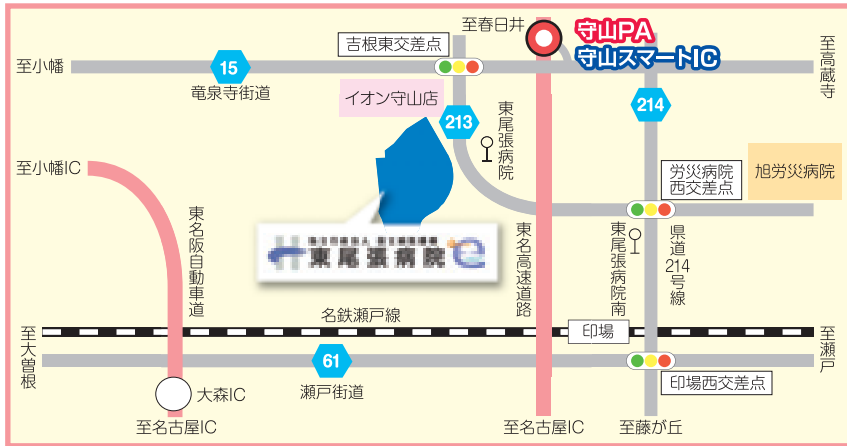 至春日井
守山PA
守山スマートIC
吉根東交差点
至小幡
15
竜泉寺街道
至高蔵寺
イオン守山店
213
214
東尾張病院
至小幡IC
労災病院
西交差点
旭労災病院
東名阪自動車道
東尾張病院
東名高速道路
東尾張病院南
県道214号線
名鉄瀬戸線
印場
至大曽根
至瀬戸
61
瀬戸街道
大森IC
印場西交差点
至名古屋IC
至名古屋IC
至藤が丘